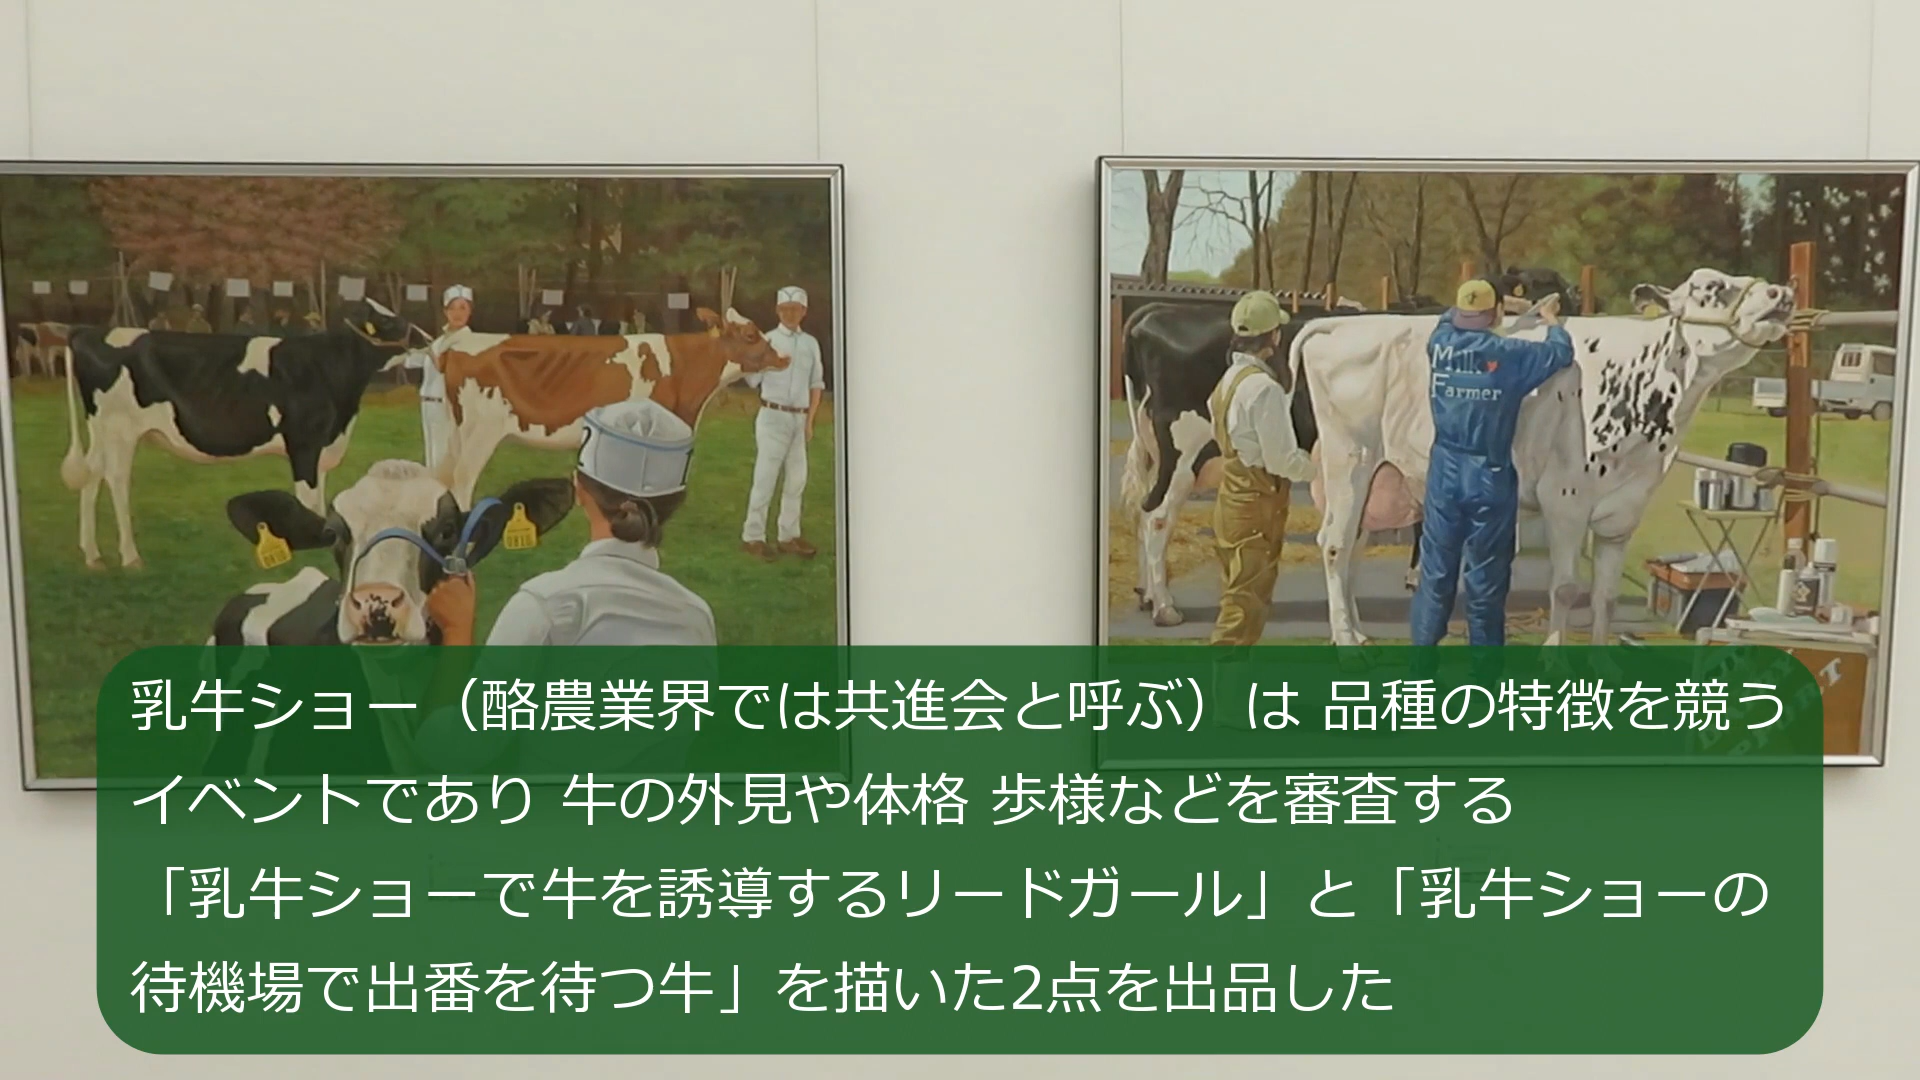 Milk
Farmer
2
0810
0810
乳牛ショー（酪農業界では共進会と呼ぶ）は 品種の特徴を競う
イベントであり 牛の外見や体格 歩様などを審査する
「乳牛ショーで牛を誘導するリードガール」と「乳牛ショーの
待機場で出番を待つ牛」を描いた2点を出品した